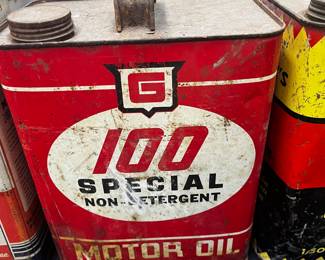 G
100
SPECIAL
NON-DETERGENT
MOTOR OIL